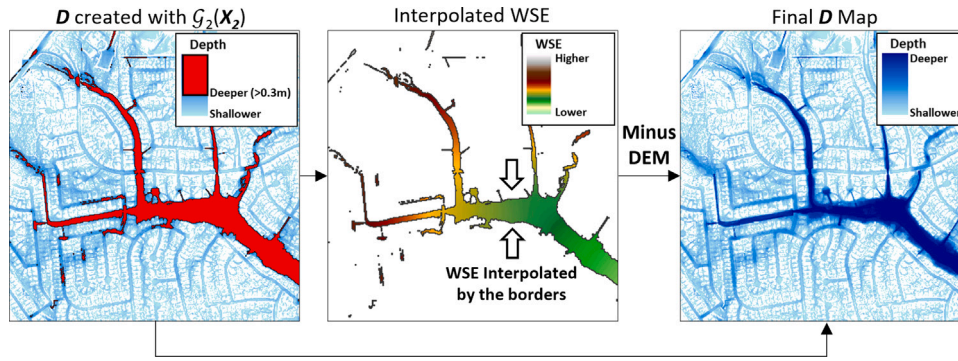 D created with 𝒢₂(X₂)
Depth
Deeper (>0.3m)
Shallower
Interpolated WSE
WSE
Higher
Lower
WSE Interpolated
by the borders
Minus
DEM
Final D Map
Depth
Deeper
Shallower